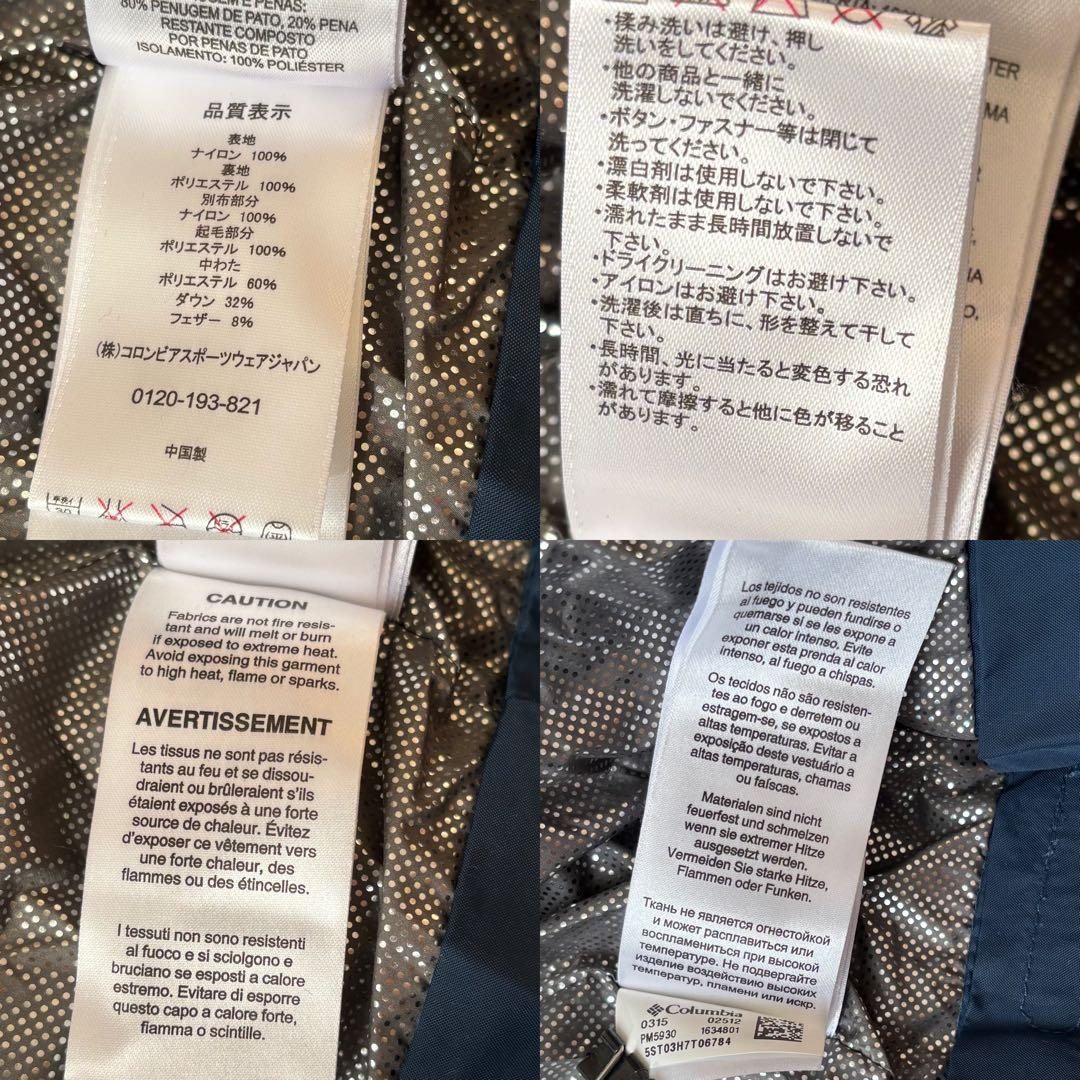 80% PENUGEM DE PATO, 20% PENA
RESTANTE COMPOSTO
POR PENAS DE PATO
ISOLAMENTO: 100% POLIÉSTER
品質表示
表地
ナイロン 100%
裏地
ポリエステル 100%
別布部分
ナイロン 100%
起毛部分
ポリエステル 100%
中わた
ポリエステル 60%
ダウン 32%
フェザー 8%
(株)コロンビアスポーツウェアジャパン
0120-193-821
中国製
・揉み洗いは避け、押し
洗いをしてください。
・他の商品と一緒に
洗濯しないでください。
・ボタン・ファスナー等は閉じて
洗ってください。
・漂白剤は使用しないで下さい。
・柔軟剤は使用しないで下さい。
・濡れたまま長時間放置しないで
下さい。
・ドライクリーニングはお避け下さい。
・アイロンはお避け下さい。
・洗濯後は直ちに、形を整えて干して
下さい。
・長時間、光に当たると変色する恐れ
があります。
・濡れて摩擦すると他に色が移ること
があります。
CAUTION
Fabrics are not fire resis-
tant and will melt or burn
if exposed to extreme heat.
Avoid exposing this garment
to high heat, flame or sparks.
AVERTISSEMENT
Les tissus ne sont pas résis-
tants au feu et se dissou-
draient ou brûleraient s'ils
étaient exposés à une forte
source de chaleur. Évitez
d'exposer ce vêtement vers
une forte chaleur, des
flammes ou des étincelles.
I tessuti non sono resistenti
al fuoco e si sciolgono e
bruciano se esposti a calore
estremo. Evitare di esporre
questo capo a calore forte,
fiamma o scintille.
Los tejidos no son resistentes
al fuego y pueden fundirse o
quemarse si se les expone a
un calor intenso. Evite
exponer esta prenda al calor
intenso, al fuego a chispas.
Os tecidos não são resisten-
tes ao fogo e derretem ou
estragem-se, se expostos a
altas temperaturas. Evitar a
exposição deste vestuário a
altas temperaturas, chamas
ou faíscas.
Materialen sind nicht
feuerfest und schmelzen
wenn sie extremer Hitze
ausgesetzt werden.
Vermeiden Sie starke Hitze,
Flammen oder Funken.
Ткань не является огнестойкой
и может расплавиться или
воспламениться при высокой
температуре. Не подвергайте
изделие воздействию высоких
температур, пламени или искр.
Columbia
0315 02512
PM5930 1634801
5ST03H7T06784